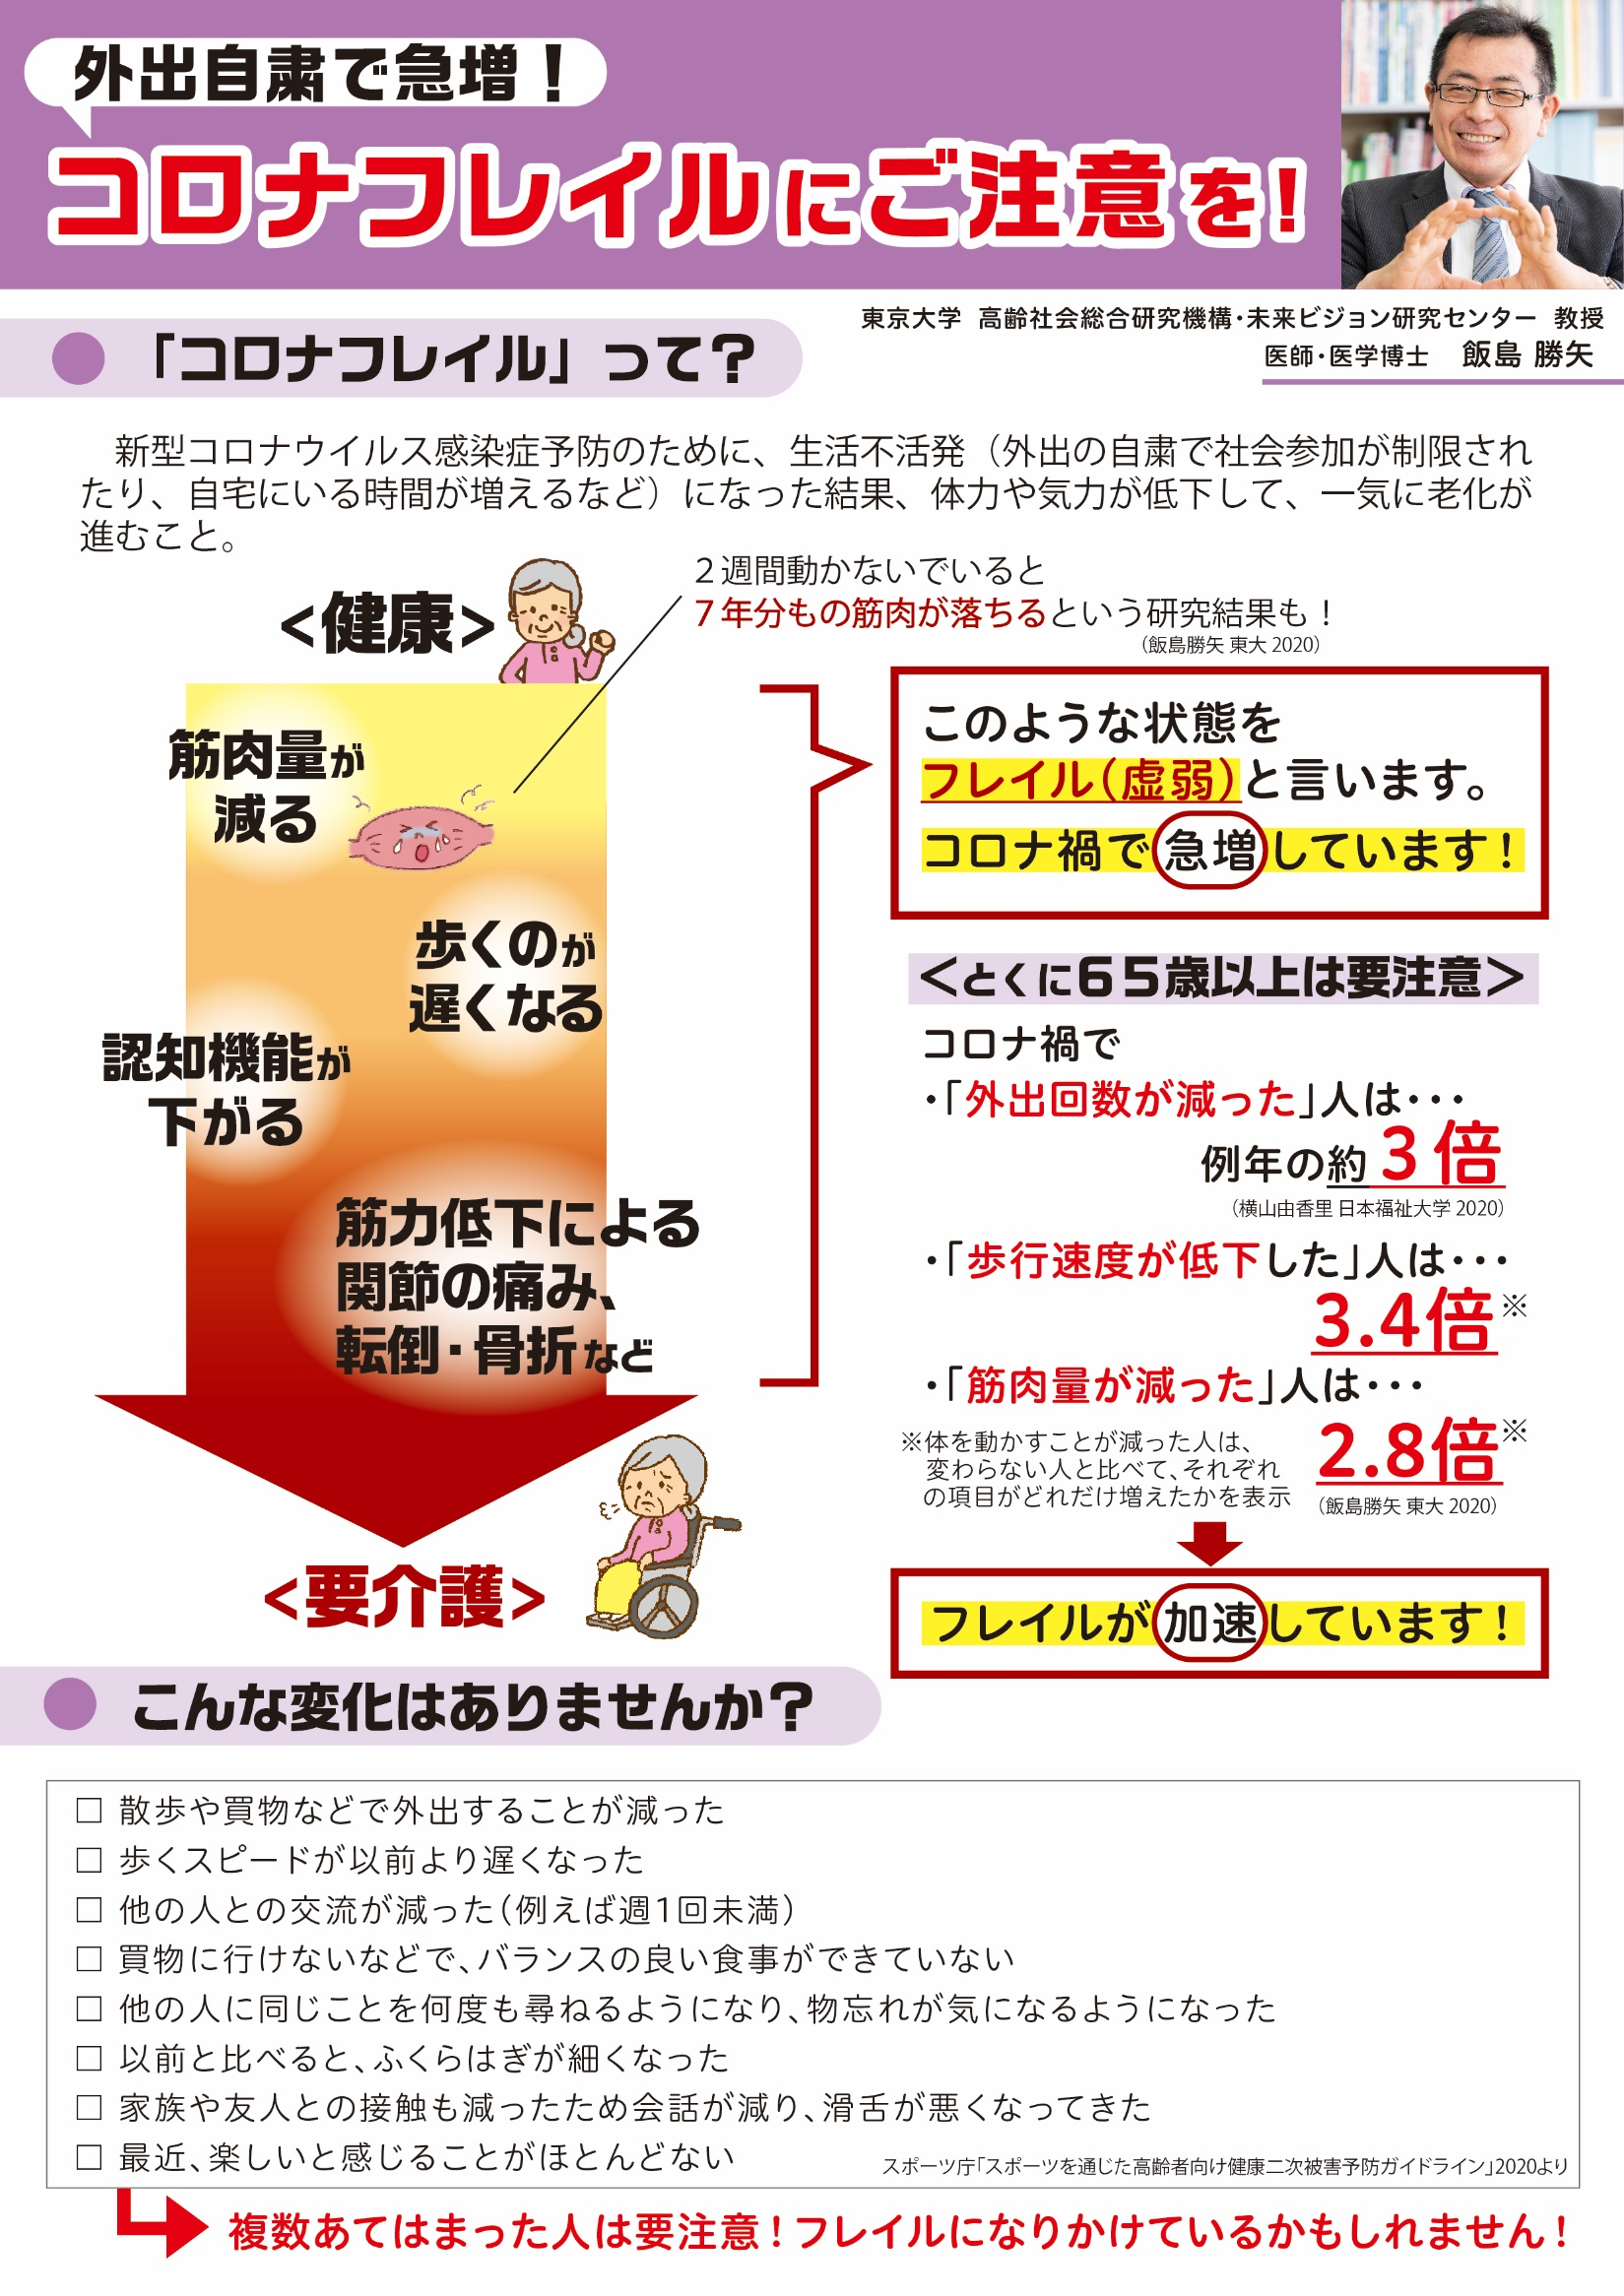 外出自粛で急増！
コロナフレイルにご注意を！
東京大学 高齢社会総合研究機構・未来ビジョン研究センター 教授
医師・医学博士 飯島 勝矢
「コロナフレイル」って？
新型コロナウイルス感染症予防のために、生活不活発（外出の自粛で社会参加が制限され
たり、自宅にいる時間が増えるなど）になった結果、体力や気力が低下して、一気に老化が
進むこと。
２週間動かないでいると
７年分もの筋肉が落ちるという研究結果も！
（飯島勝矢 東大 2020）
＜健康＞
筋肉量が
減る
歩くのが
遅くなる
認知機能が
下がる
筋力低下による
関節の痛み、
転倒・骨折など
＜要介護＞
このような状態を
フレイル（虚弱）と言います。
コロナ禍で急増しています！
＜とくに６５歳以上は要注意＞
コロナ禍で
・「外出回数が減った」人は・・・
例年の約３倍
（横山由香里 日本福祉大学 2020）
・「歩行速度が低下した」人は・・・
3.4倍※
・「筋肉量が減った」人は・・・
2.8倍※
（飯島勝矢 東大 2020）
※体を動かすことが減った人は、
変わらない人と比べて、それぞれ
の項目がどれだけ増えたかを表示
フレイルが加速しています！
こんな変化はありませんか？
□ 散歩や買物などで外出することが減った
□ 歩くスピードが以前より遅くなった
□ 他の人との交流が減った（例えば週1回未満）
□ 買物に行けないなどで、バランスの良い食事ができていない
□ 他の人に同じことを何度も尋ねるようになり、物忘れが気になるようになった
□ 以前と比べると、ふくらはぎが細くなった
□ 家族や友人との接触も減ったため会話が減り、滑舌が悪くなってきた
□ 最近、楽しいと感じることがほとんどない
スポーツ庁「スポーツを通じた高齢者向け健康二次被害予防ガイドライン」2020より
複数あてはまった人は要注意！フレイルになりかけているかもしれません！